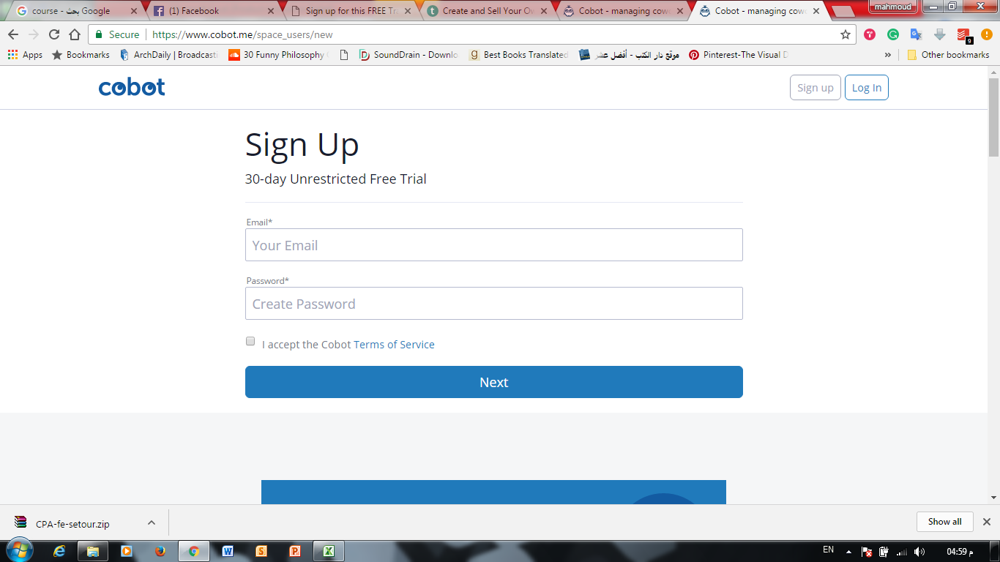 course - بحث Google
(1) Facebook
Sign up for this FREE Tr
Create and Sell Your Ow
Cobot - managing cow
Cobot - managing cow
mahmoud
Secure
https://www.cobot.me/space_users/new
9
Apps
Bookmarks
ArchDaily | Broadcasti
30 Funny Philosophy
SoundDrain - Downlo
Best Books Translated
موقع دار الكتب - أفضل عشر
Pinterest-The Visual D
»
Other bookmarks
cobot
Sign up
Log In
Sign Up
30-day Unrestricted Free Trial
Email*
Your Email
Password*
Create Password
I accept the Cobot Terms of Service
Next
CPA-fe-setour.zip
Show all
EN
04:59 م